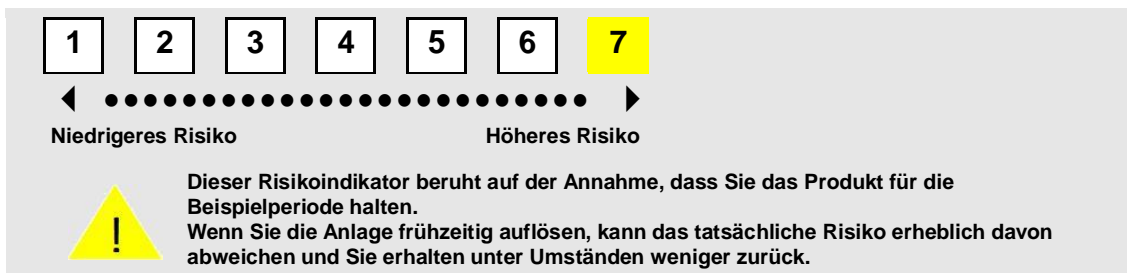 1 2 3 4 5 6 7
Niedrigeres Risiko Höheres Risiko
Dieser Risikoindikator beruht auf der Annahme, dass Sie das Produkt für die
Beispielperiode halten.
Wenn Sie die Anlage frühzeitig auflösen, kann das tatsächliche Risiko erheblich davon
abweichen und Sie erhalten unter Umständen weniger zurück.
!